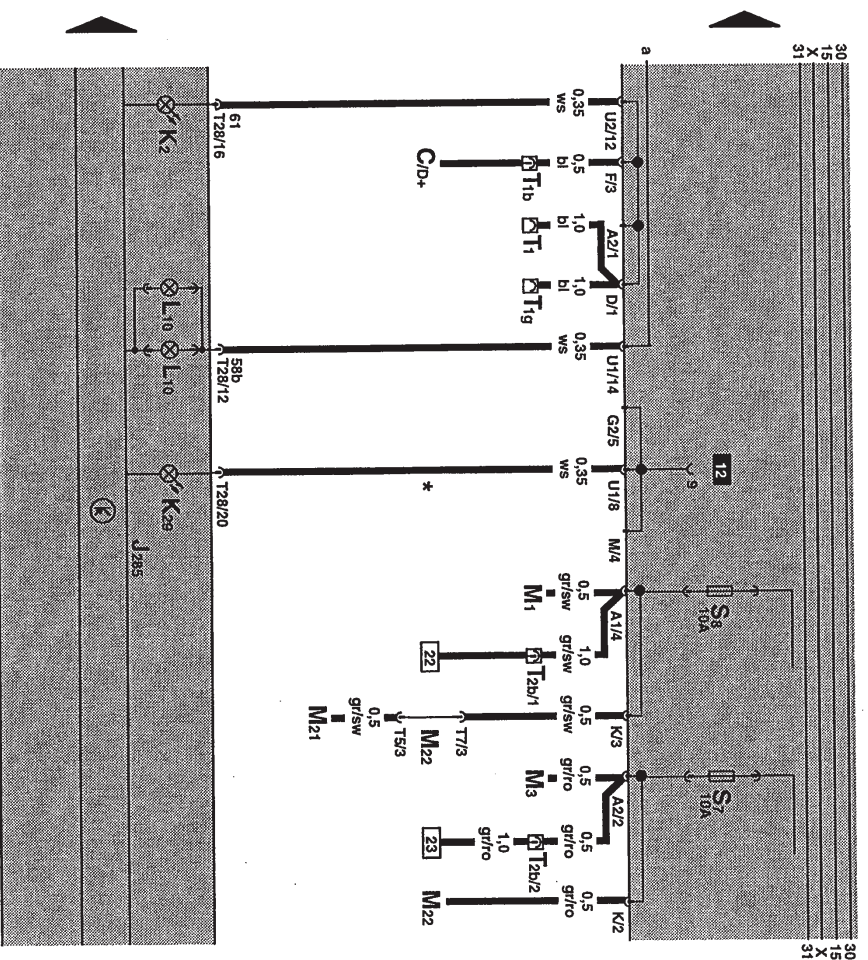 30 30
15 15
X X
31 31
12 S8 S7
9 10A 10A
a
U2/12 F/3 A2/1 D/1 U1/14 G2/5 U1/8 M/4 A1/4 K/3 A2/2 K/2
0,35 0,5 1,0 1,0 0,35 0,35 0,5 1,0 0,5 0,5 0,5 0,5
ws bl bl bl ws ws gr/sw gr/sw gr/sw gr/ro gr/ro gr/ro
T1b T1 T1g M1 T2b/1 M3 T2b/2
T7/3 1,0
gr/ro
C/D+ * 22 M22 23 M22
T5/3
0,5
gr/sw
M21
61 58b
T28/16 T28/12 T28/20
K2 L10 L10 K29
J285
K